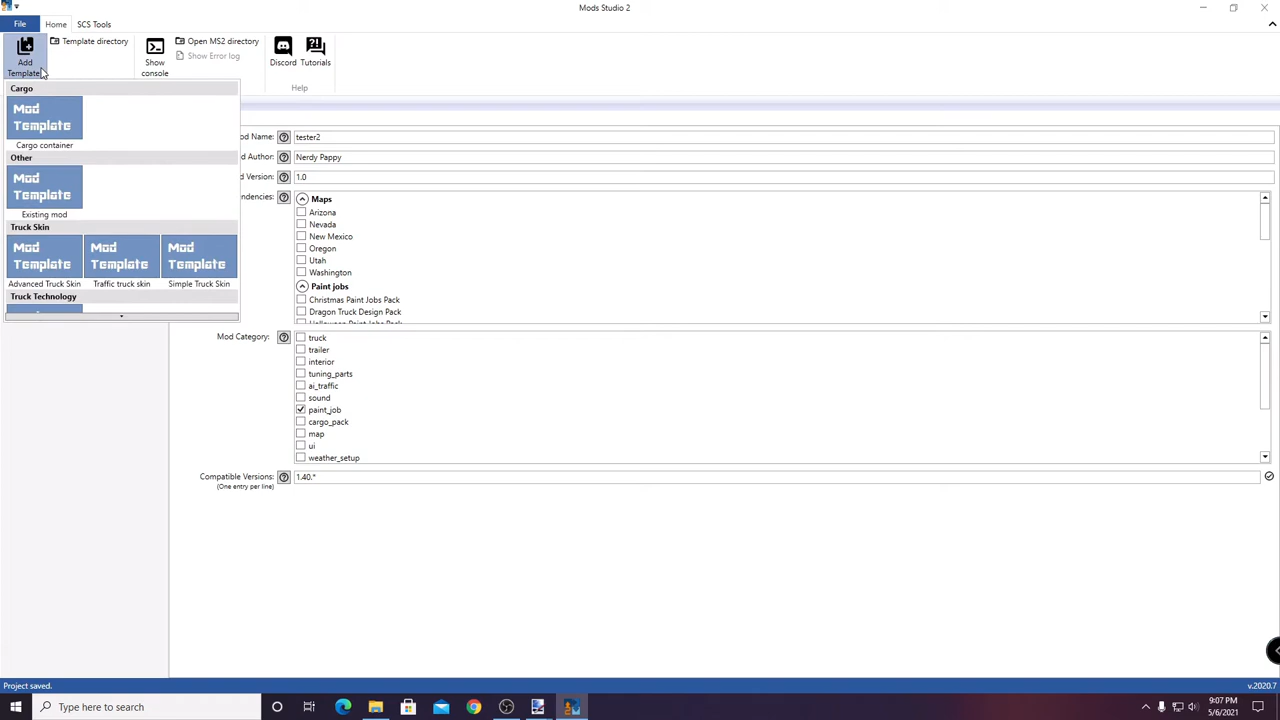 Mods Studio 2
File Home SCS Tools
Add Template
Template directory
Show console
Open MS2 directory
Show Error log
Discord
Tutorials
Help
Cargo
Mod Template
Cargo container
Other
Mod Template
Existing mod
Truck Skin
Mod Template Mod Template Mod Template
Advanced Truck Skin Traffic truck skin Simple Truck Skin
Truck Technology
od Name: tester2
d Author: Nerdy Pappy
d Version: 1.0
endencies:
Maps
Arizona
Nevada
New Mexico
Oregon
Utah
Washington
Paint jobs
Christmas Paint Jobs Pack
Dragon Truck Design Pack
Halloween Paint Jobs Pack
Mod Category:
truck
trailer
interior
tuning_parts
ai_traffic
sound
paint_job
cargo_pack
map
ui
weather_setup
Compatible Versions: 1.40.*
(One entry per line)
Project saved.
v.2020.7
Type here to search
9:07 PM
5/6/2021